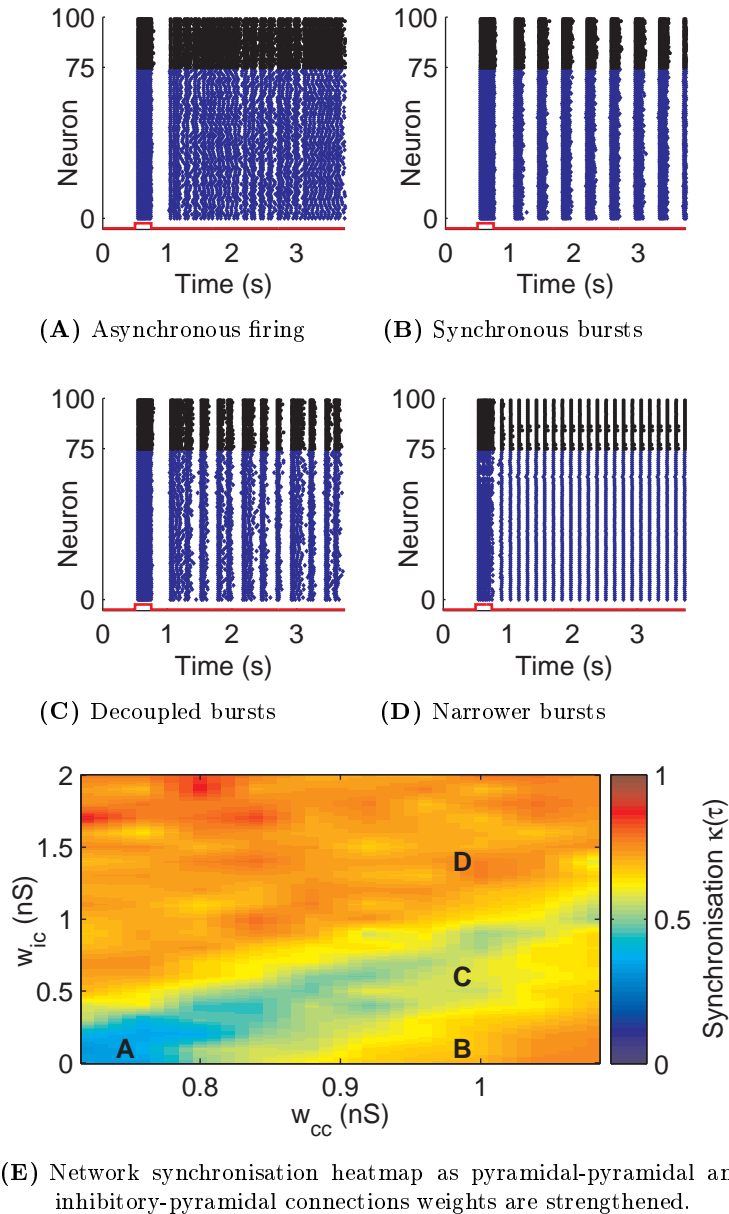 100
75
Neuron
0
0 1 2 3
Time (s)
(A) Asynchronous firing
100
75
Neuron
0
0 1 2 3
Time (s)
(B) Synchronous bursts
100
75
Neuron
0
0 1 2 3
Time (s)
(C) Decoupled bursts
100
75
Neuron
0
0 1 2 3
Time (s)
(D) Narrower bursts
2
1.5
1
0.5
0
w_ic (nS)
A
B
C
D
0.8 0.9 1
w_cc (nS)
1
0.5
0
Synchronisation κ(τ)
(E) Network synchronisation heatmap as pyramidal-pyramidal an
inhibitory-pyramidal connections weights are strengthened.